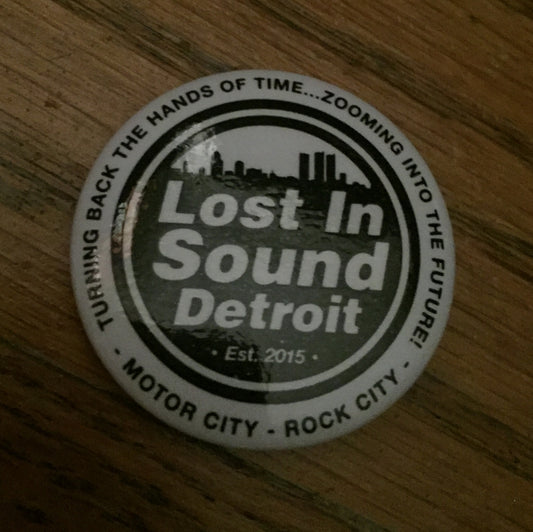 TURNING BACK THE HANDS OF TIME...ZOOMING INTO THE FUTURE!
Lost In
Sound
Detroit
• Est. 2015 •
- MOTOR CITY - ROCK CITY -